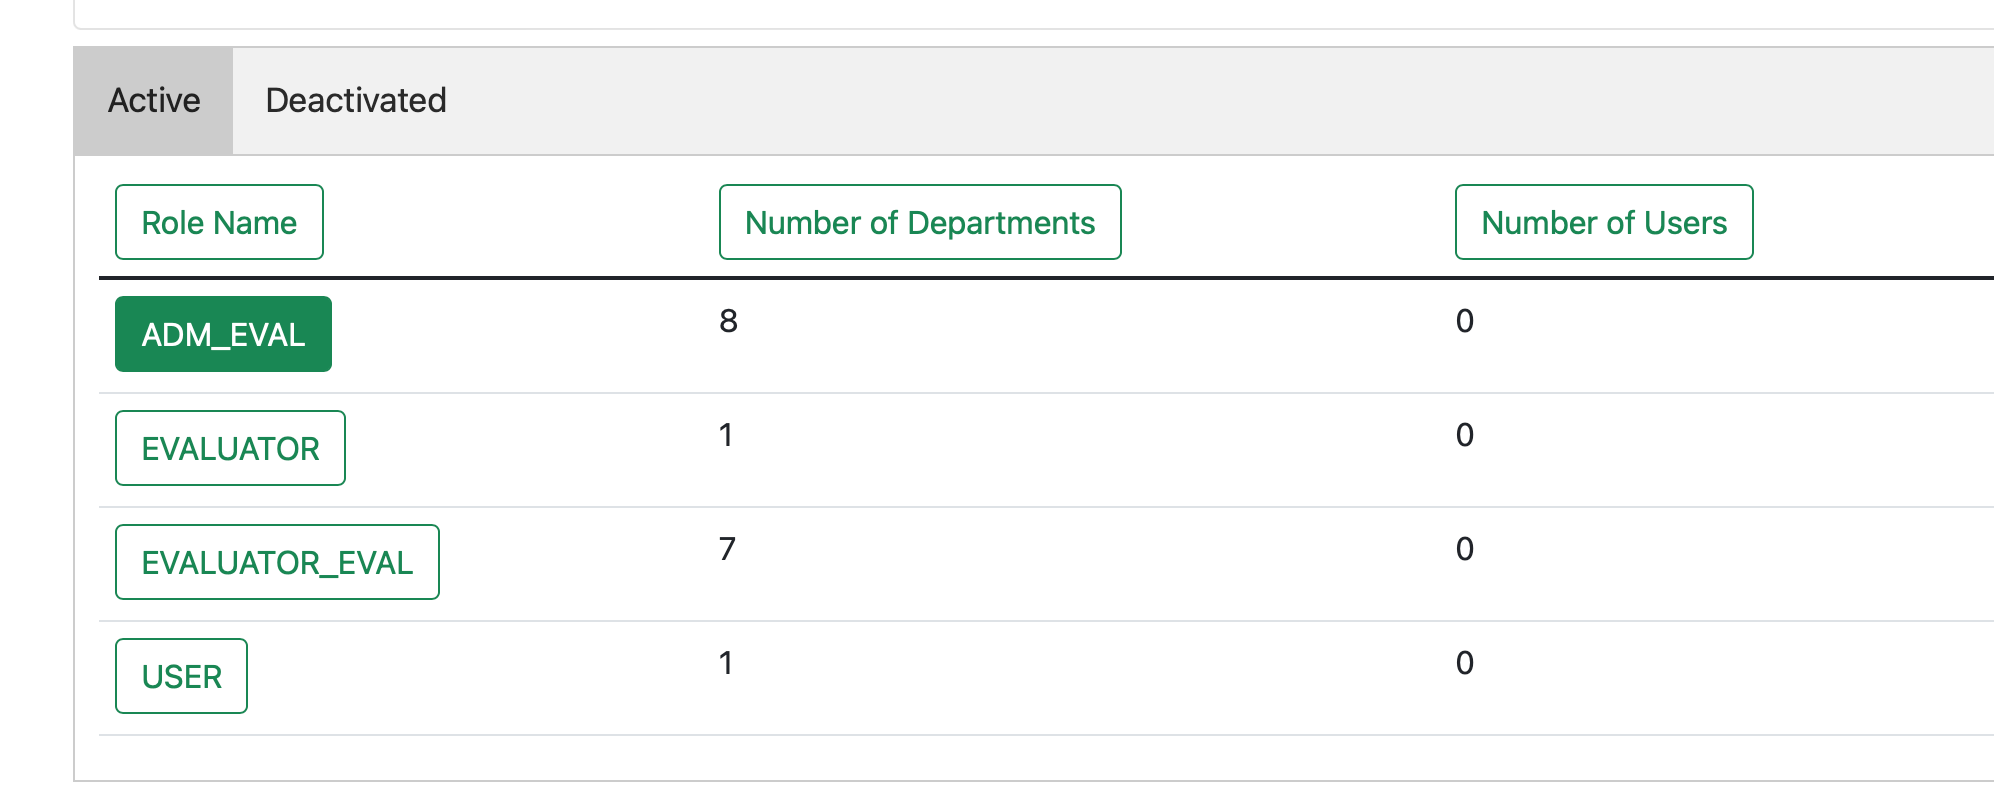 Active Deactivated
Role Name Number of Departments Number of Users
ADM_EVAL 8 0
EVALUATOR 1 0
EVALUATOR_EVAL 7 0
USER 1 0